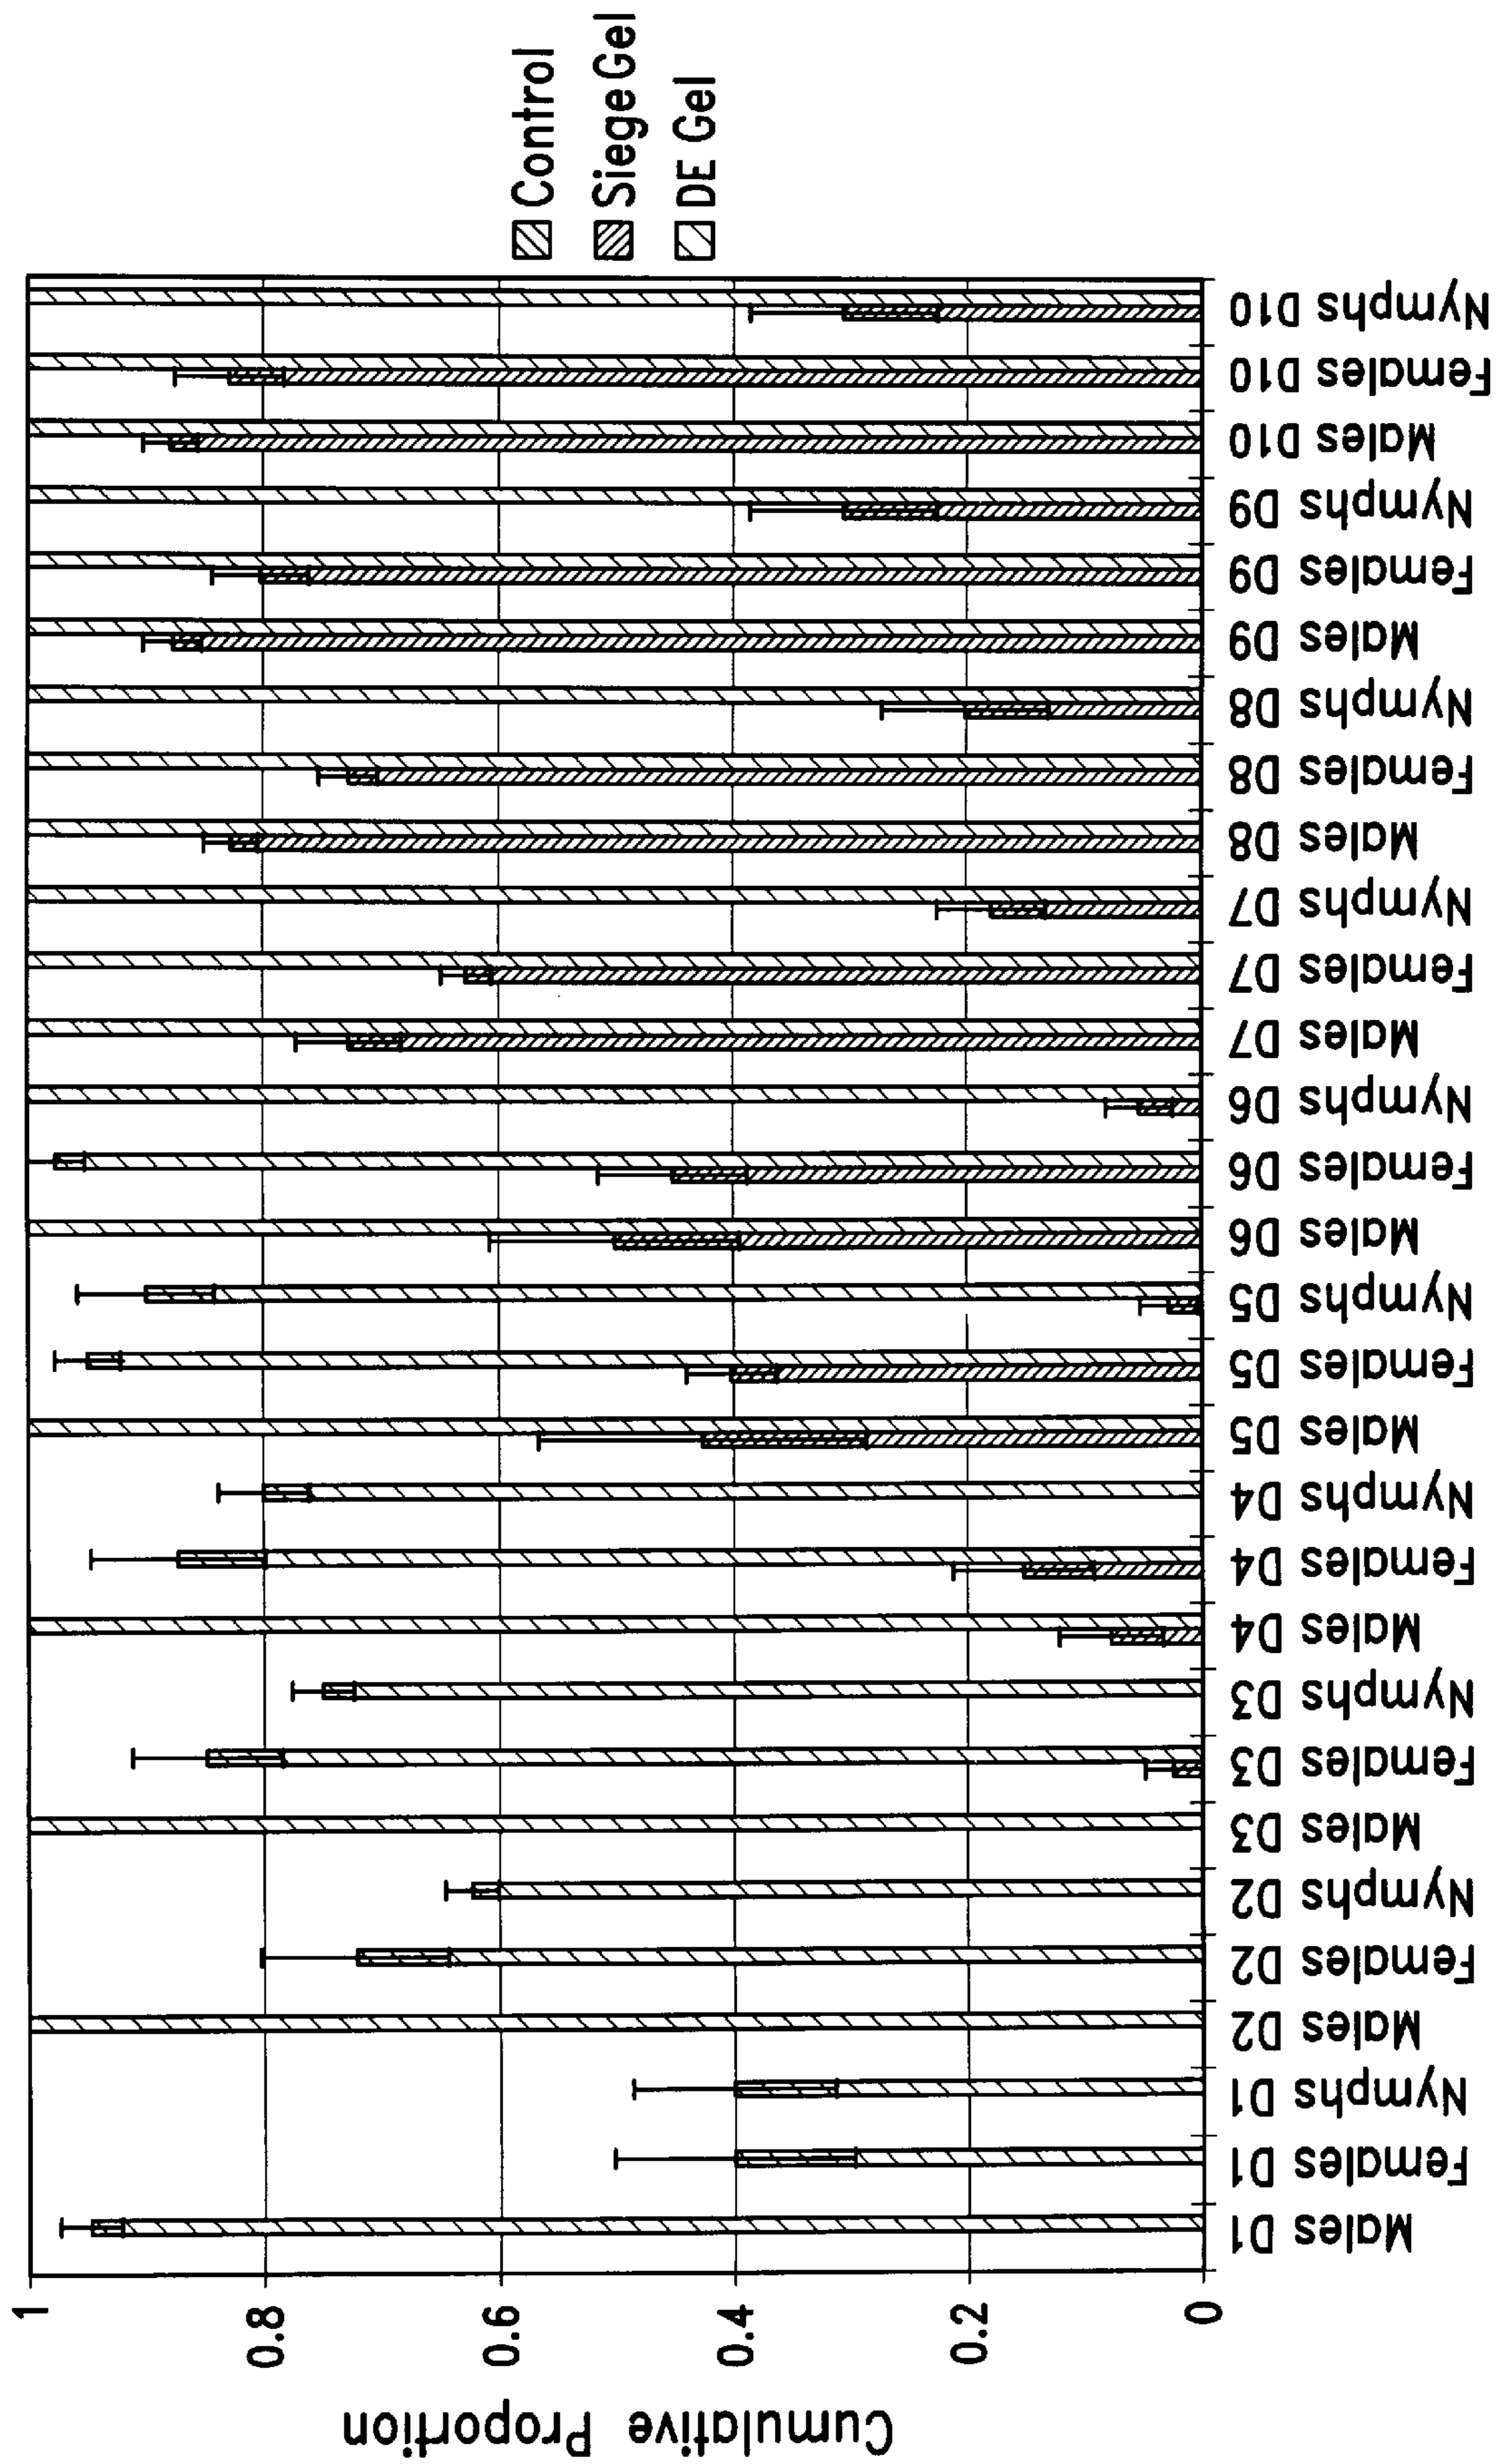 Cumulative Proportion
1
0.8
0.6
0.4
0.2
0
Males D1
Females D1
Nymphs D1
Males D2
Females D2
Nymphs D2
Males D3
Females D3
Nymphs D3
Males D4
Females D4
Nymphs D4
Males D5
Females D5
Nymphs D5
Males D6
Females D6
Nymphs D6
Males D7
Females D7
Nymphs D7
Males D8
Females D8
Nymphs D8
Males D9
Females D9
Nymphs D9
Males D10
Females D10
Nymphs D10
Control
Siege Gel
DE Gel